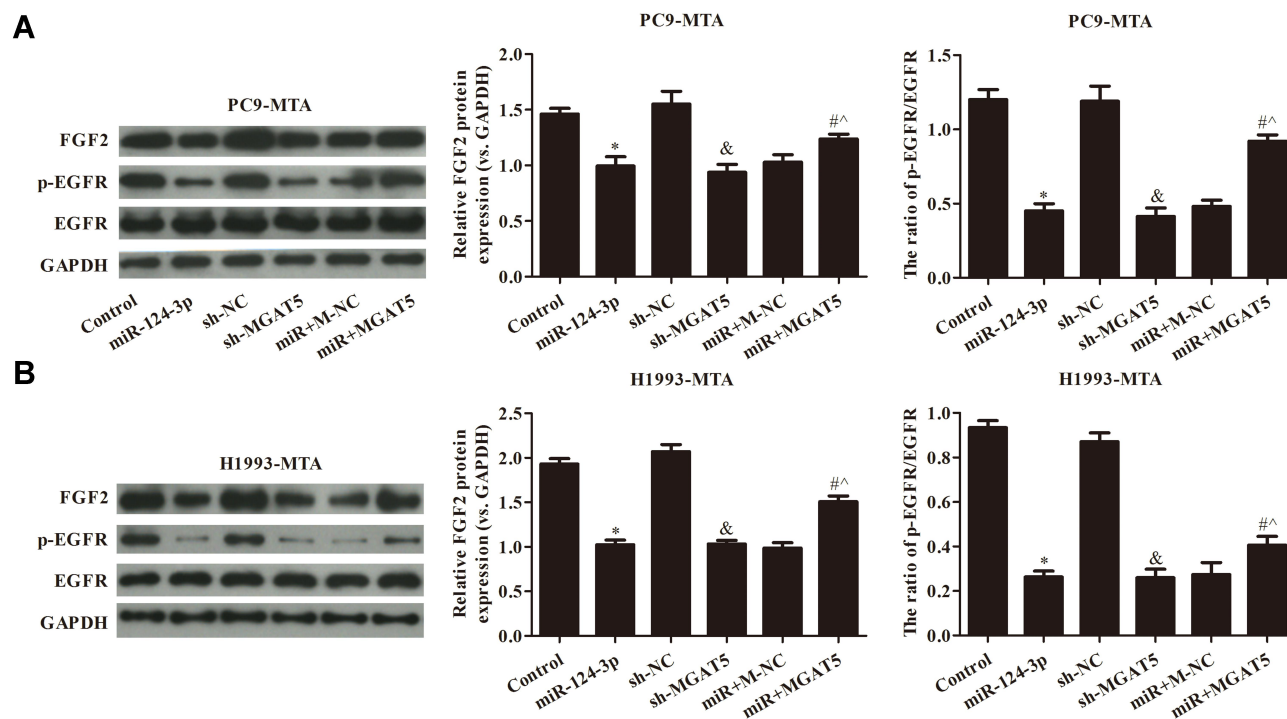 A
PC9-MTA
FGF2
p-EGFR
EGFR
GAPDH
Control
miR-124-3p
sh-NC
sh-MGAT5
miR+M-NC
miR+MGAT5
PC9-MTA
Relative FGF2 protein
expression (vs. GAPDH)
2.0
1.5
1.0
0.5
0.0
*
&
#^
Control
miR-124-3p
sh-NC
sh-MGAT5
miR+M-NC
miR+MGAT5
PC9-MTA
The ratio of p-EGFR/EGFR
1.5
1.0
0.5
0.0
*
&
#^
Control
miR-124-3p
sh-NC
sh-MGAT5
miR+M-NC
miR+MGAT5
B
H1993-MTA
FGF2
p-EGFR
EGFR
GAPDH
H1993-MTA
Relative FGF2 protein
expression (vs. GAPDH)
2.5
2.0
1.5
1.0
0.5
0.0
*
&
#^
Control
miR-124-3p
sh-NC
sh-MGAT5
miR+M-NC
miR+MGAT5
H1993-MTA
The ratio of p-EGFR/EGFR
1.0
0.8
0.6
0.4
0.2
0.0
*
&
#^
Control
miR-124-3p
sh-NC
sh-MGAT5
miR+M-NC
miR+MGAT5